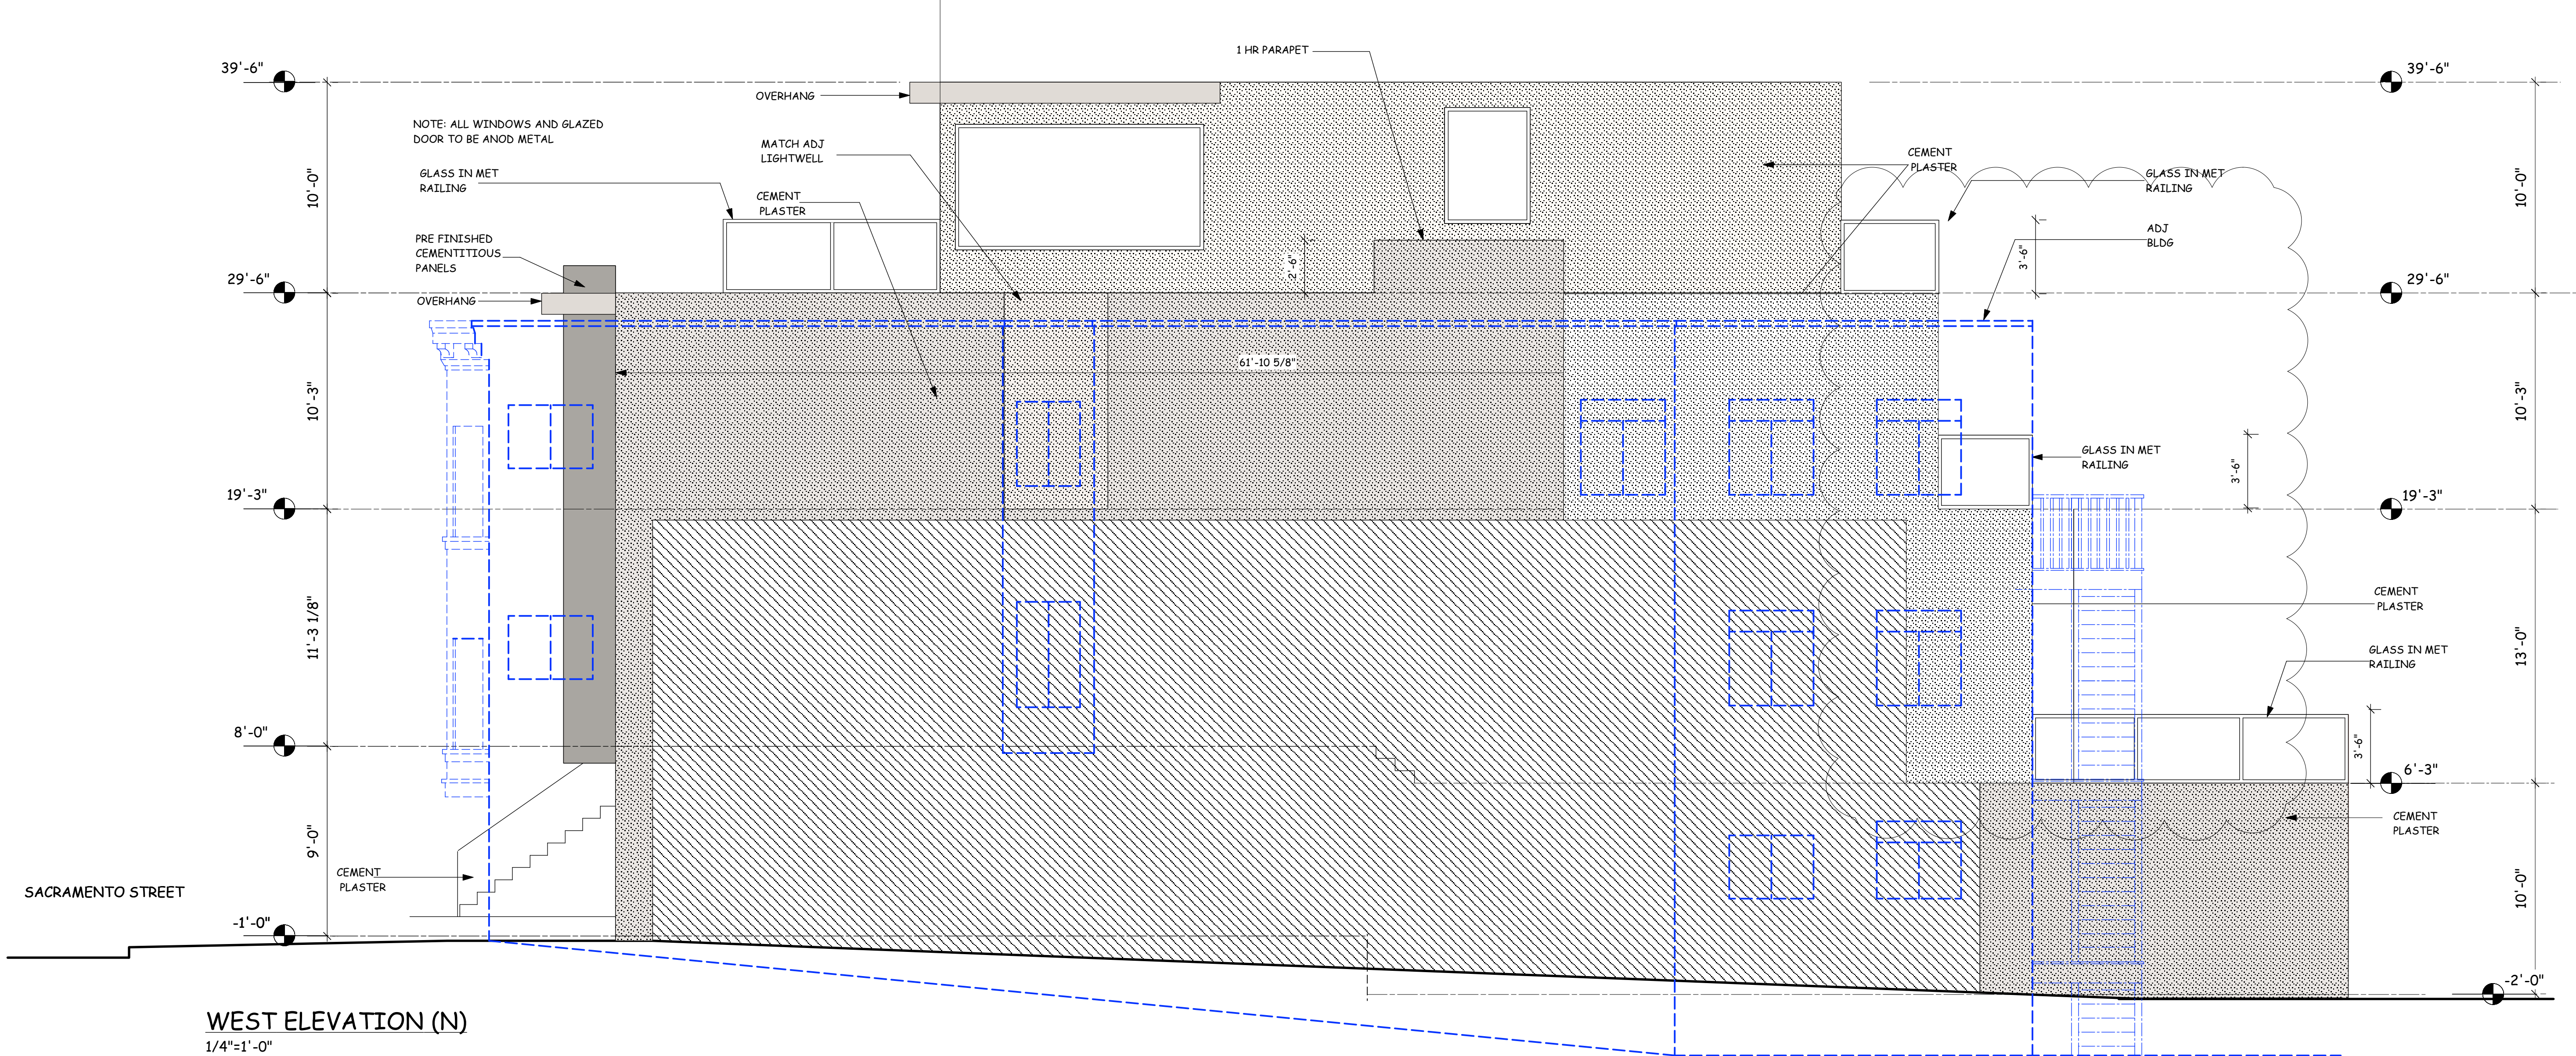 1 HR PARAPET
39'-6"
39'-6"
OVERHANG
NOTE: ALL WINDOWS AND GLAZED
DOOR TO BE ANOD METAL
MATCH ADJ
LIGHTWELL
CEMENT
PLASTER
GLASS IN MET
RAILING
GLASS IN MET
RAILING
10'-0"
10'-0"
CEMENT
PLASTER
PRE FINISHED
CEMENTITIOUS
PANELS
ADJ
BLDG
2'-6"
3'-6"
29'-6"
29'-6"
OVERHANG
61'-10 5/8"
10'-3"
10'-3"
GLASS IN MET
RAILING
3'-6"
19'-3"
19'-3"
CEMENT
PLASTER
11'-3 1/8"
13'-0"
GLASS IN MET
RAILING
8'-0"
3'-6"
6'-3"
CEMENT
PLASTER
9'-0"
CEMENT
PLASTER
SACRAMENTO STREET
10'-0"
-1'-0"
-2'-0"
WEST ELEVATION (N)
1/4"=1'-0"